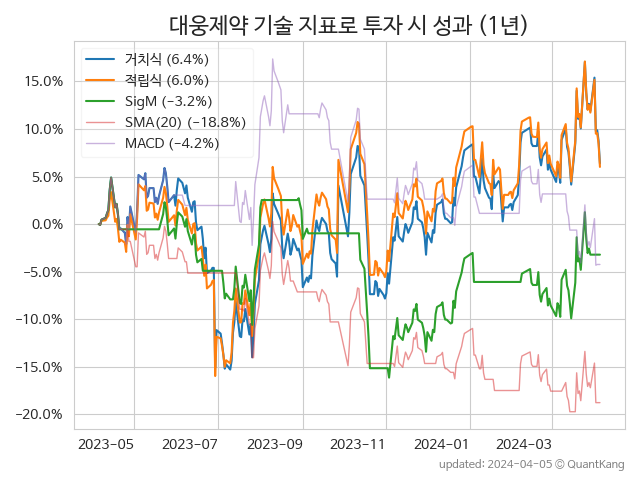 대웅제약 기술 지표로 투자 시 성과 (1년)
거치식 (6.4%)
적립식 (6.0%)
SigM (−3.2%)
SMA(20) (−18.8%)
MACD (−4.2%)
15.0%
10.0%
5.0%
0.0%
−5.0%
−10.0%
−15.0%
−20.0%
2023-05 2023-07 2023-09 2023-11 2024-01 2024-03
updated: 2024-04-05 © QuantKang